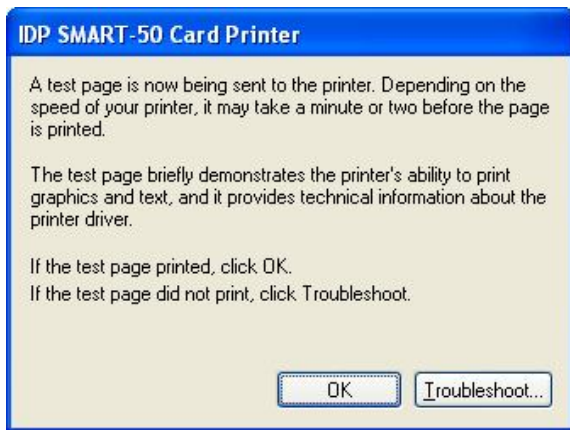 IDP SMART-50 Card Printer
A test page is now being sent to the printer. Depending on the
speed of your printer, it may take a minute or two before the page
is printed.
The test page briefly demonstrates the printer's ability to print
graphics and text, and it provides technical information about the
printer driver.
If the test page printed, click OK.
If the test page did not print, click Troubleshoot.
OK Troubleshoot...